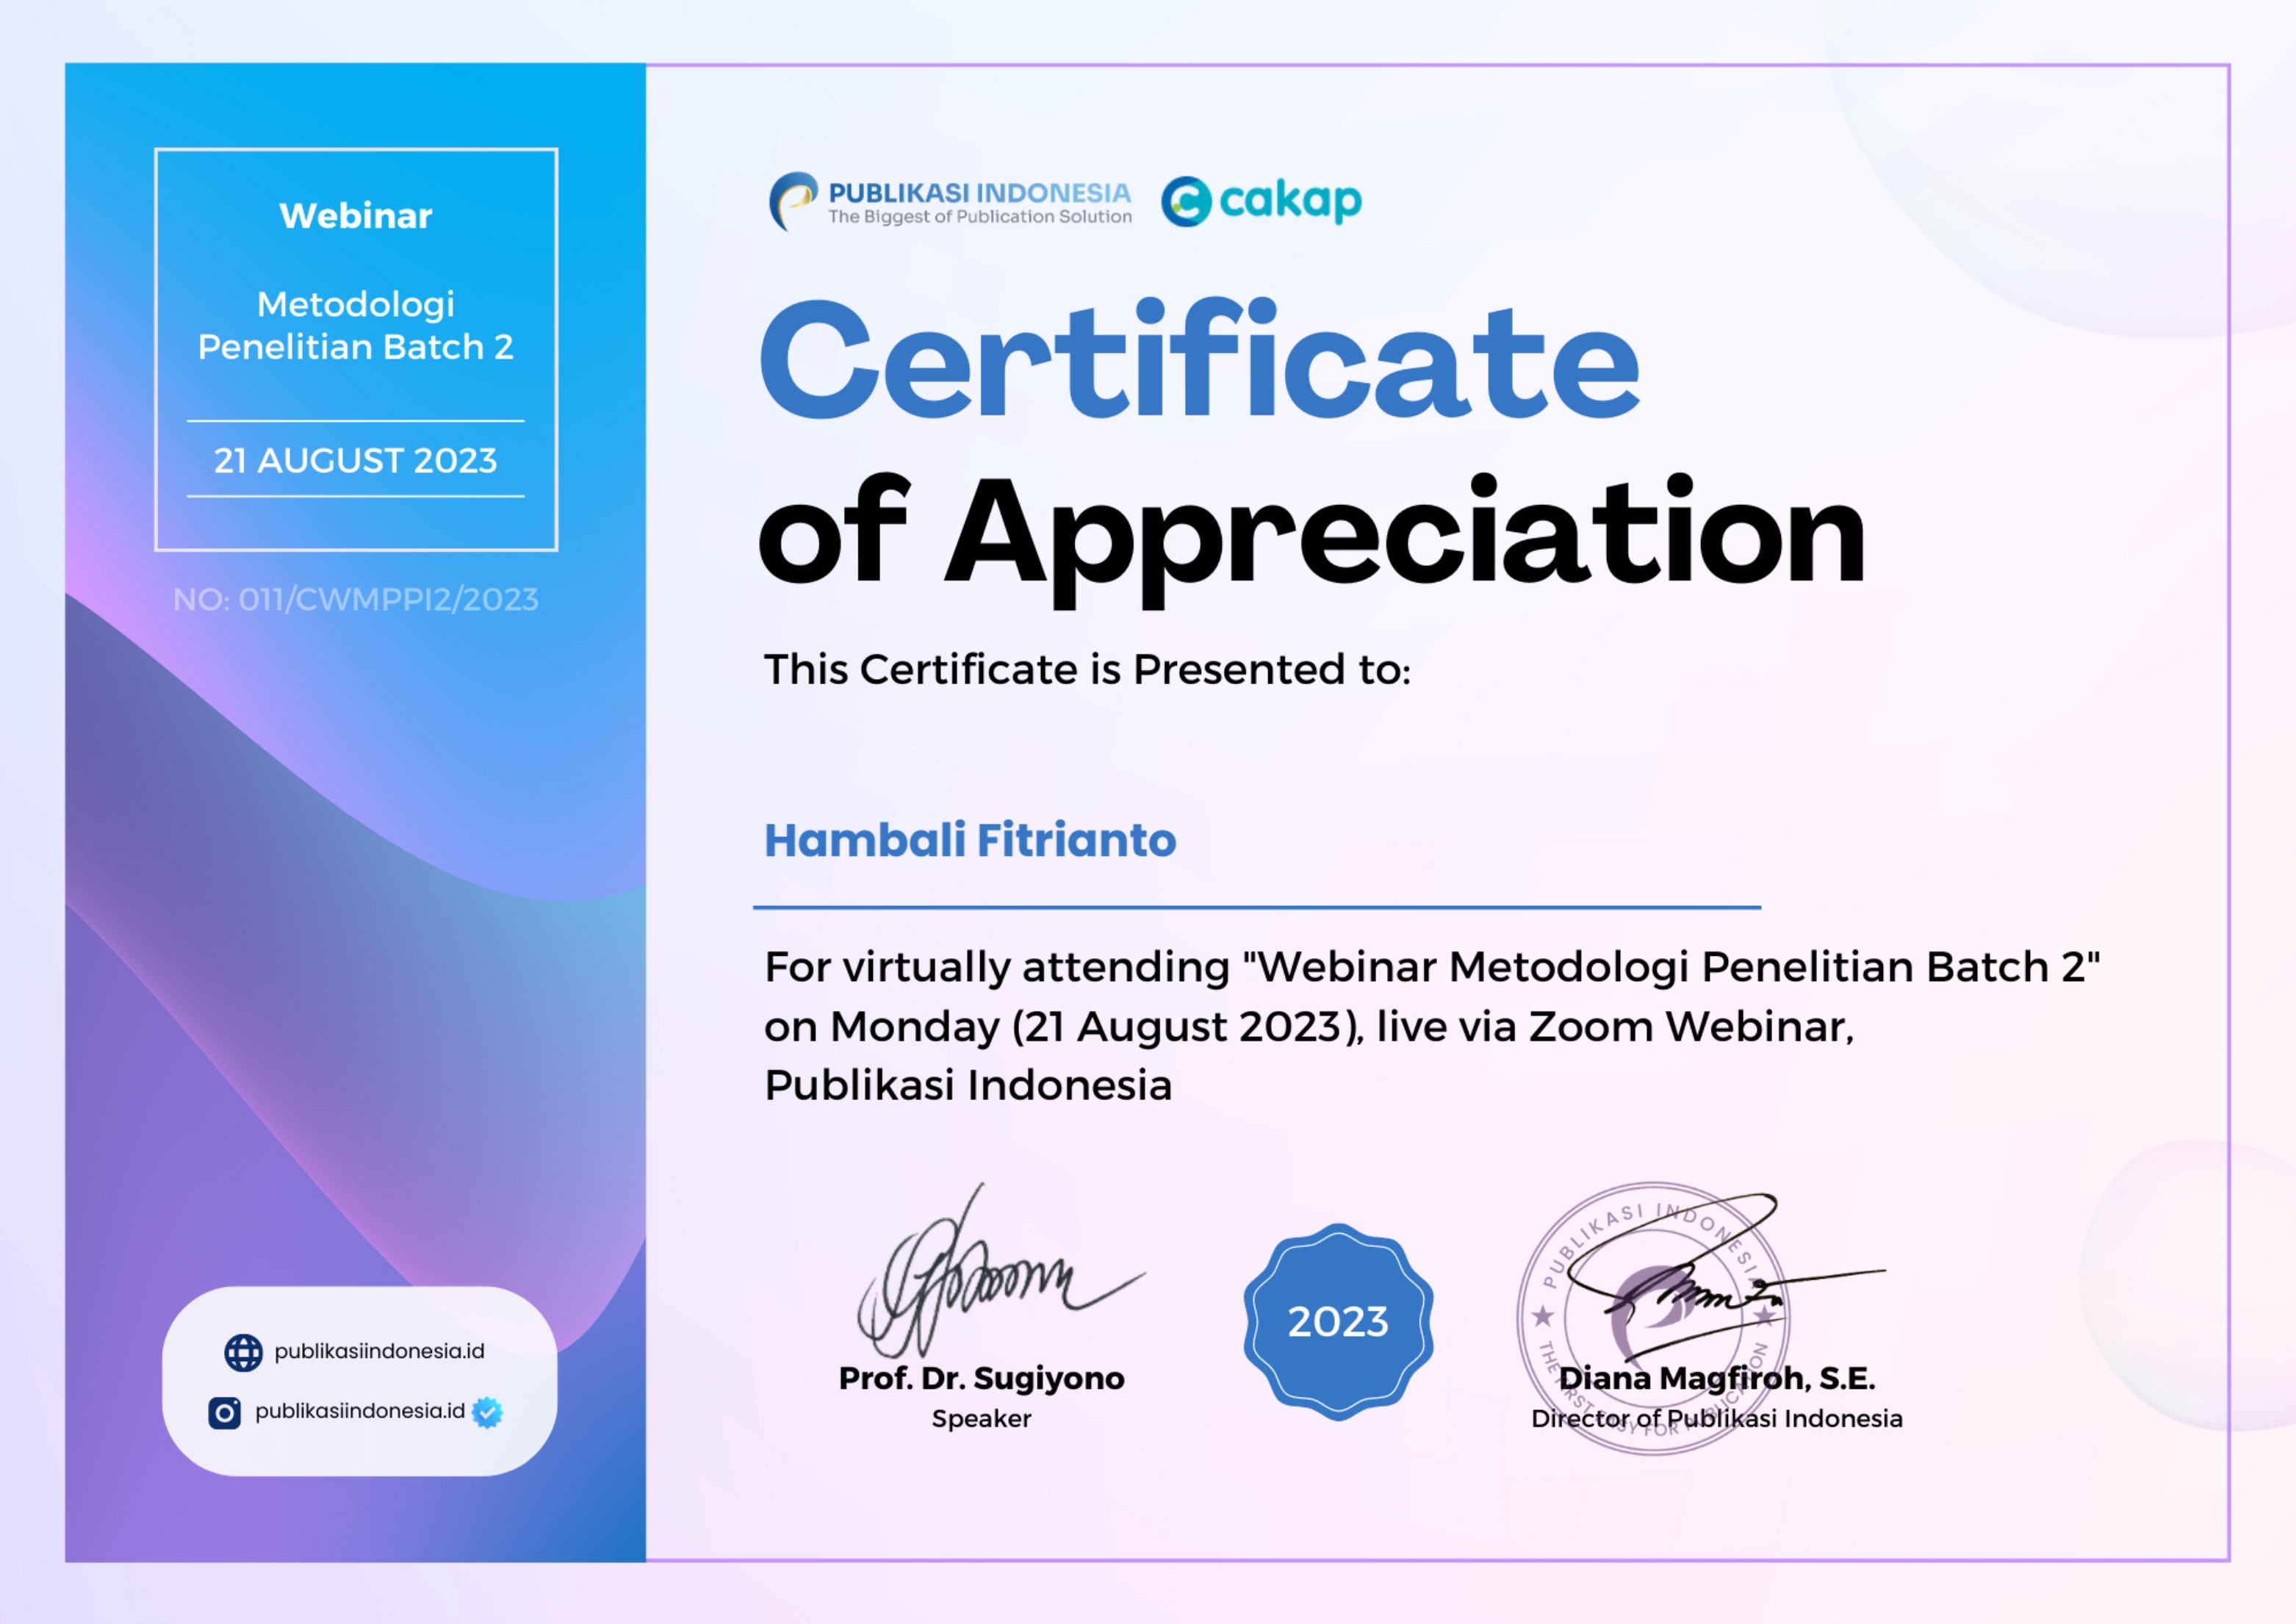 Webinar
Metodologi
Penelitian Batch 2
21 AUGUST 2023
NO: 011/CWMPPI2/2023
publikasiindonesia.id
publikasiindonesia.id
PUBLIKASI INDONESIA
The Biggest of Publication Solution
cakap
Certificate
of Appreciation
This Certificate is Presented to:
Hambali Fitrianto
For virtually attending "Webinar Metodologi Penelitian Batch 2"
on Monday (21 August 2023), live via Zoom Webinar,
Publikasi Indonesia
Prof. Dr. Sugiyono
Speaker
2023
PUBLIKASI INDONESIA
THE FIRST EASY FOR PUBLICATION
Diana Magfiroh, S.E.
Director of Publikasi Indonesia